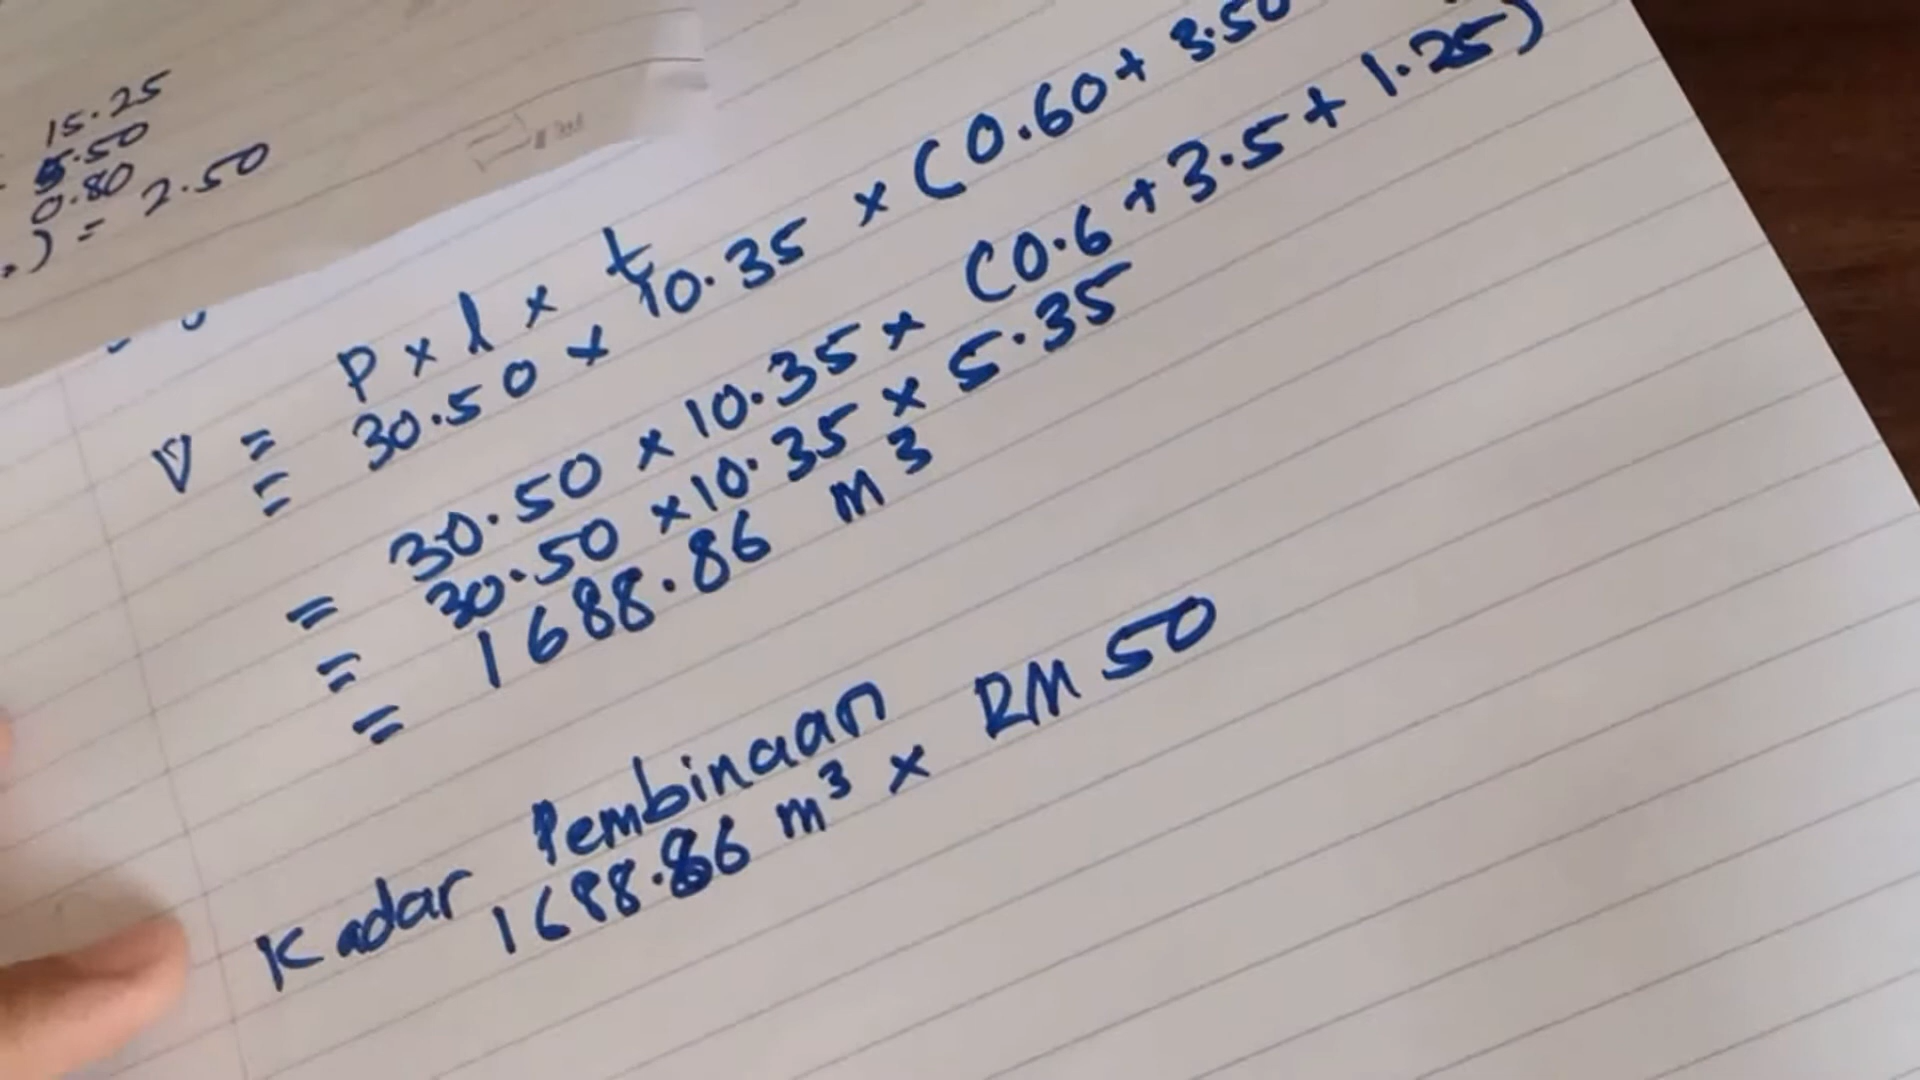 15.25
5.50
0.80
) = 2.50
p x l x t
V = 30.50 x 10.35 x (0.60 + 3.50
= 30.50 x 10.35 x (0.6 + 3.5 + 1.25)
= 30.50 x 10.35 x 5.35
= 1688.86 m³
Kadar Pembinaan
1688.86 m³ x RM 50